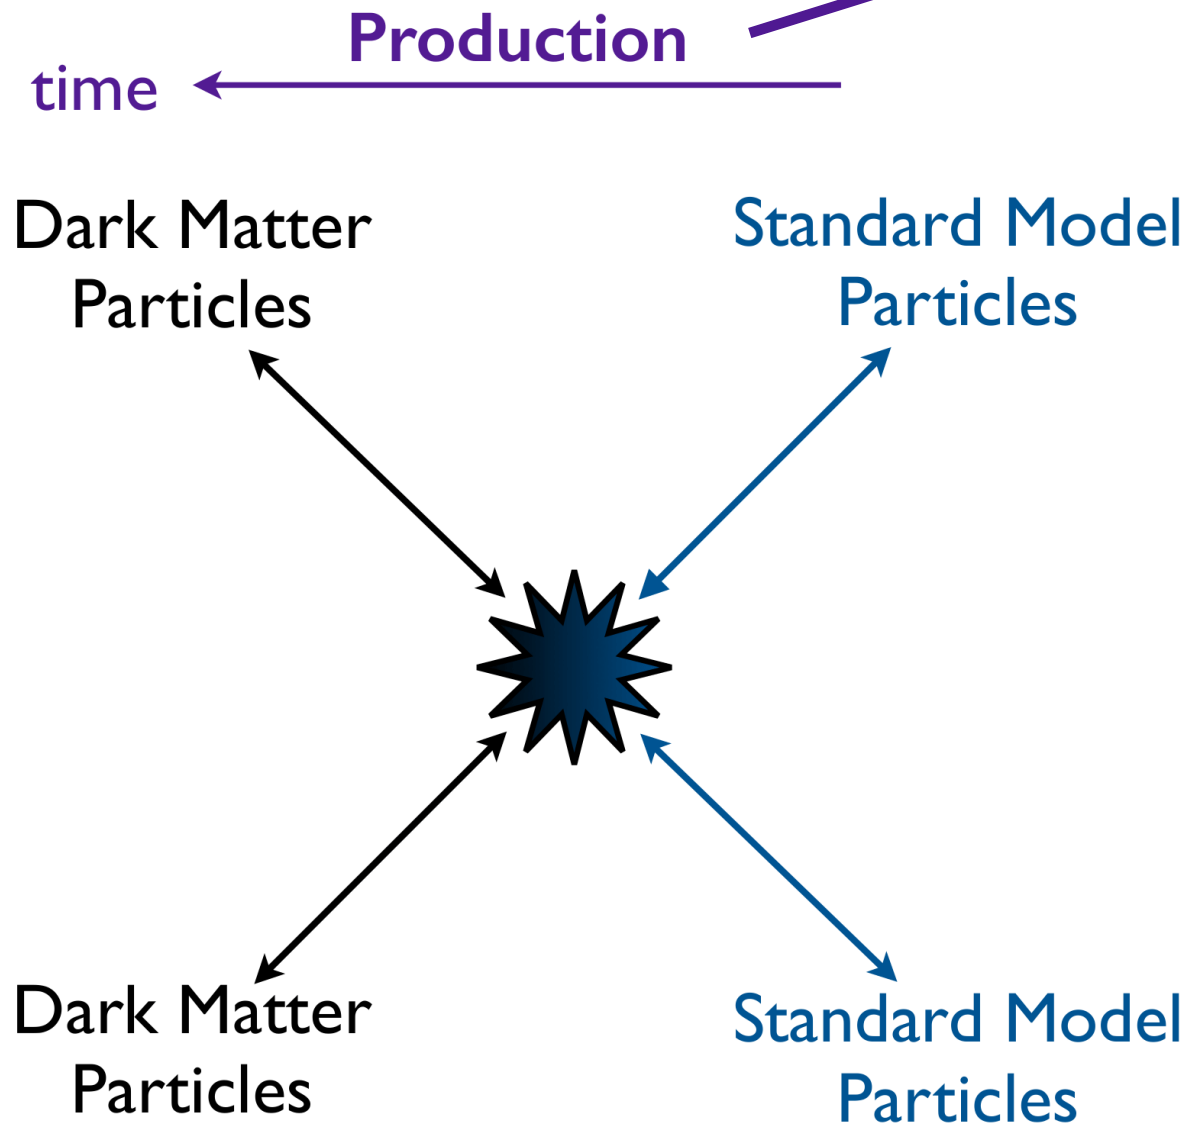 Production
time
Dark Matter
Particles
Standard Model
Particles
Dark Matter
Particles
Standard Model
Particles